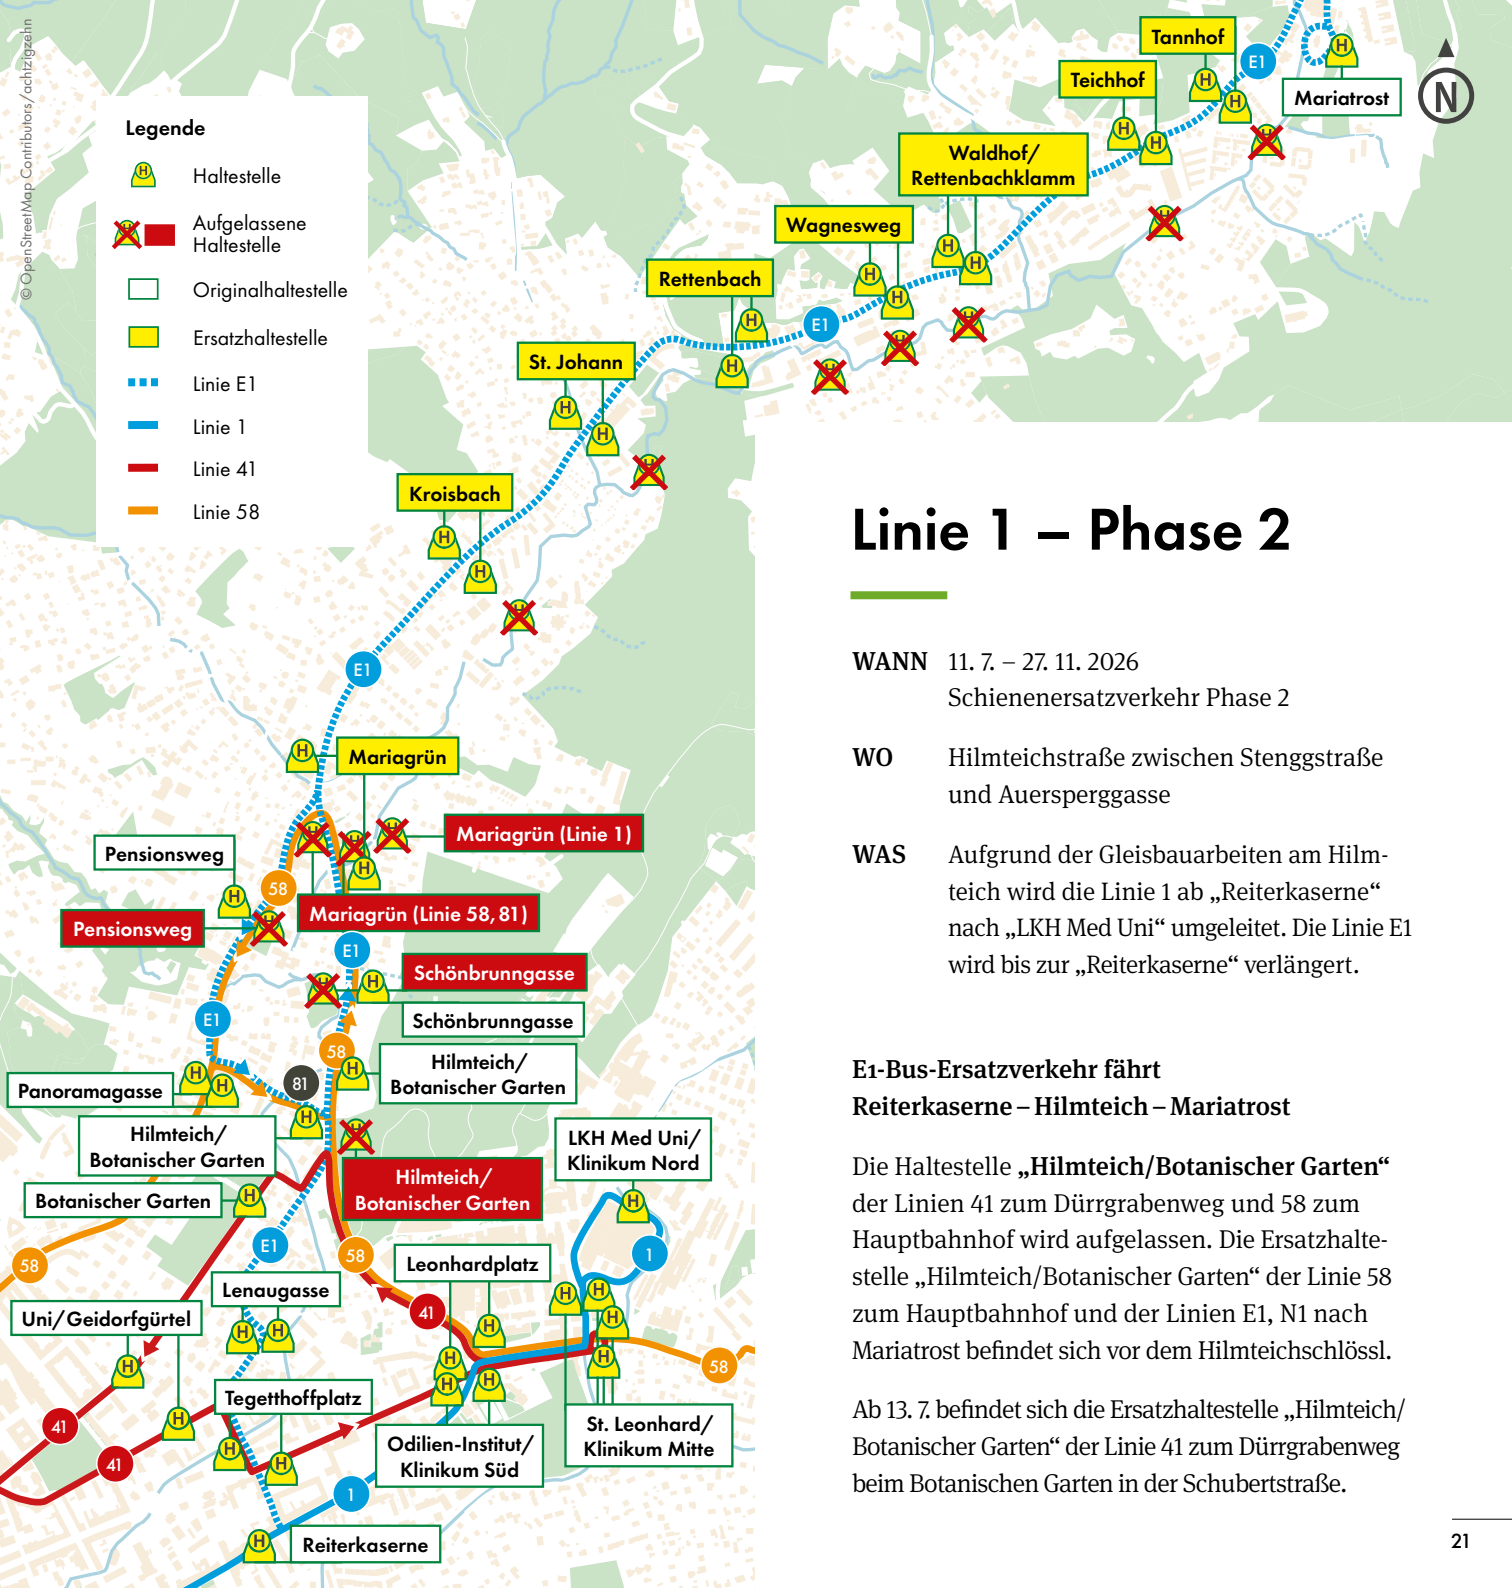 © OpenStreetMap Contributors/achtzigzehn
Legende
H
Haltestelle
H
Aufgelassene
Haltestelle
Originalhaltestelle
Ersatzhaltestelle
Linie E1
Linie 1
Linie 41
Linie 58
Tannhof
E1
Teichhof
Mariatrost
N
Waldhof/
Rettenbachklamm
Wagnesweg
Rettenbach
E1
St. Johann
Kroisbach
E1
Mariagrün
Mariagrün (Linie 1)
Pensionsweg
58
Mariagrün (Linie 58, 81)
Pensionsweg
E1
Schönbrunngasse
Schönbrunngasse
E1
58
Hilmteich/
Botanischer Garten
81
Panoramagasse
Hilmteich/
Botanischer Garten
LKH Med Uni/
Klinikum Nord
Hilmteich/
Botanischer Garten
Botanischer Garten
E1
58
1
58
Leonhardplatz
Lenaugasse
41
Uni/Geidorfgürtel
58
Tegetthoffplatz
41
41
Odilien-Institut/
Klinikum Süd
St. Leonhard/
Klinikum Mitte
1
Reiterkaserne
Linie 1 – Phase 2
WANN 11. 7. – 27. 11. 2026
Schienenersatzverkehr Phase 2
WO Hilmteichstraße zwischen Stenggstraße
und Auersperggasse
WAS Aufgrund der Gleisbauarbeiten am Hilm-
teich wird die Linie 1 ab „Reiterkaserne“
nach „LKH Med Uni“ umgeleitet. Die Linie E1
wird bis zur „Reiterkaserne“ verlängert.
E1-Bus-Ersatzverkehr fährt
Reiterkaserne – Hilmteich – Mariatrost
Die Haltestelle „Hilmteich/Botanischer Garten“
der Linien 41 zum Dürrgrabenweg und 58 zum
Hauptbahnhof wird aufgelassen. Die Ersatzhalte-
stelle „Hilmteich/Botanischer Garten“ der Linie 58
zum Hauptbahnhof und der Linien E1, N1 nach
Mariatrost befindet sich vor dem Hilmteichschlössl.
Ab 13. 7. befindet sich die Ersatzhaltestelle „Hilmteich/
Botanischer Garten“ der Linie 41 zum Dürrgrabenweg
beim Botanischen Garten in der Schubertstraße.
21